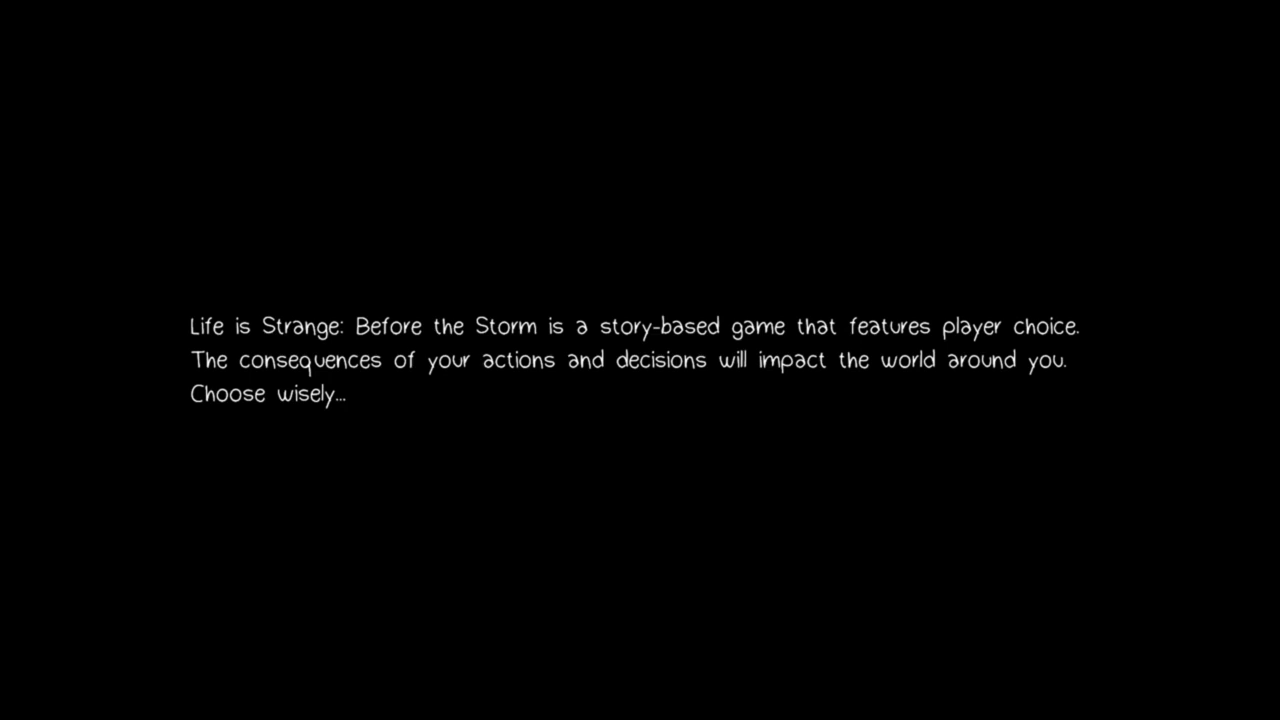 Life is Strange: Before the Storm is a story-based game that features player choice.
The consequences of your actions and decisions will impact the world around you.
Choose wisely...